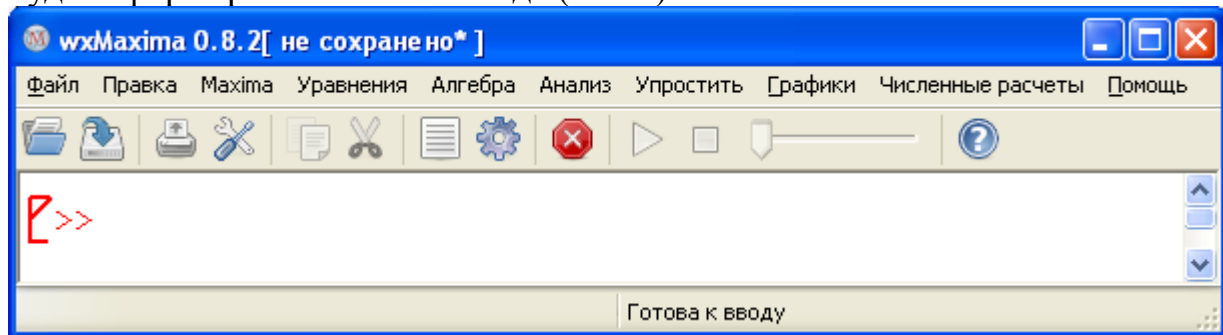 wxMaxima 0.8.2[ не сохранено* ]
Файл Правка Maxima Уравнения Алгебра Анализ Упростить Графики Численные расчеты Помощь
>>
Готова к вводу